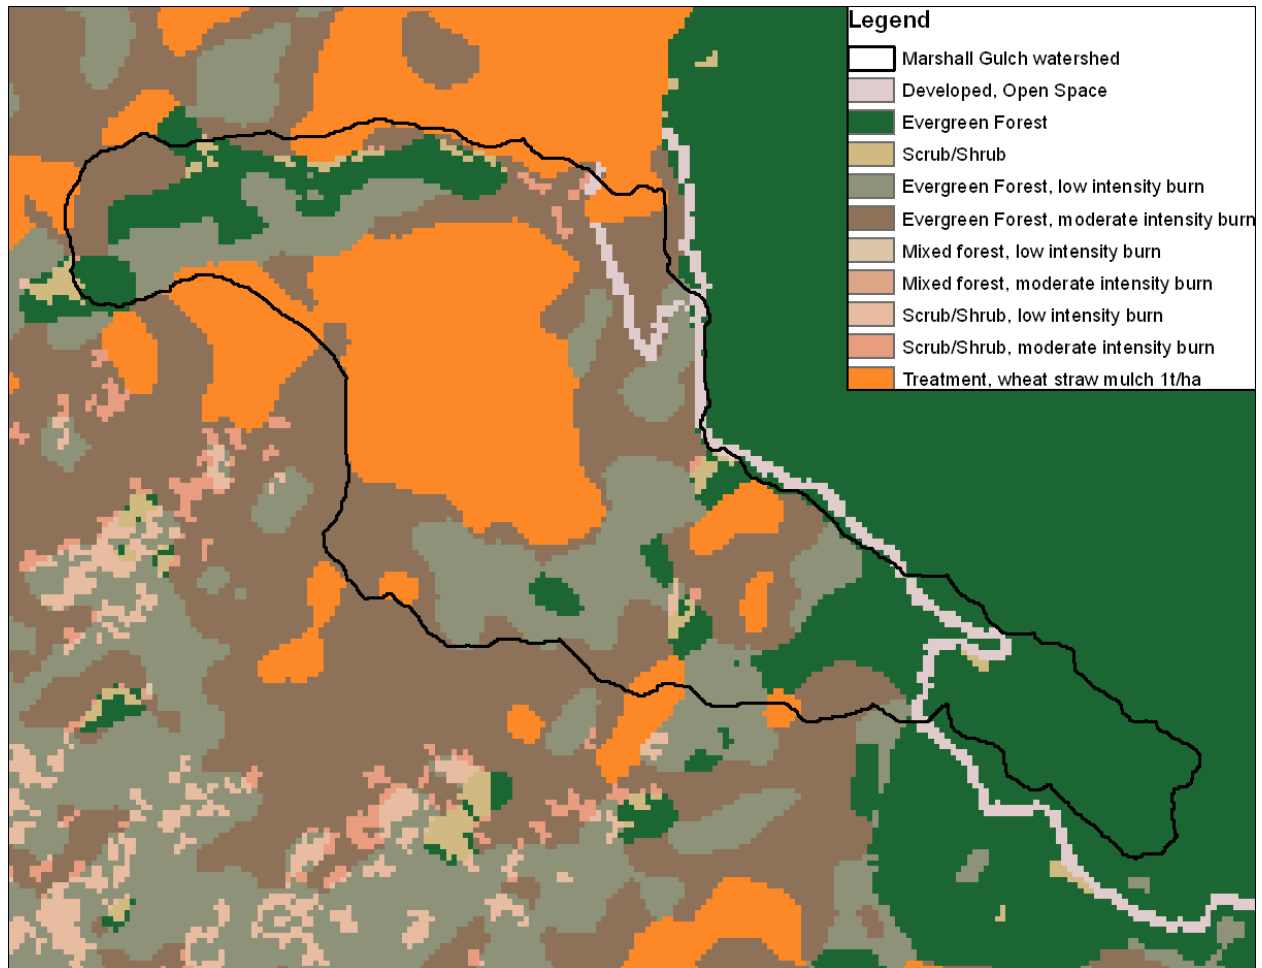 Legend
Marshall Gulch watershed
Developed, Open Space
Evergreen Forest
Scrub/Shrub
Evergreen Forest, low intensity burn
Evergreen Forest, moderate intensity burn
Mixed forest, low intensity burn
Mixed forest, moderate intensity burn
Scrub/Shrub, low intensity burn
Scrub/Shrub, moderate intensity burn
Treatment, wheat straw mulch 1t/ha